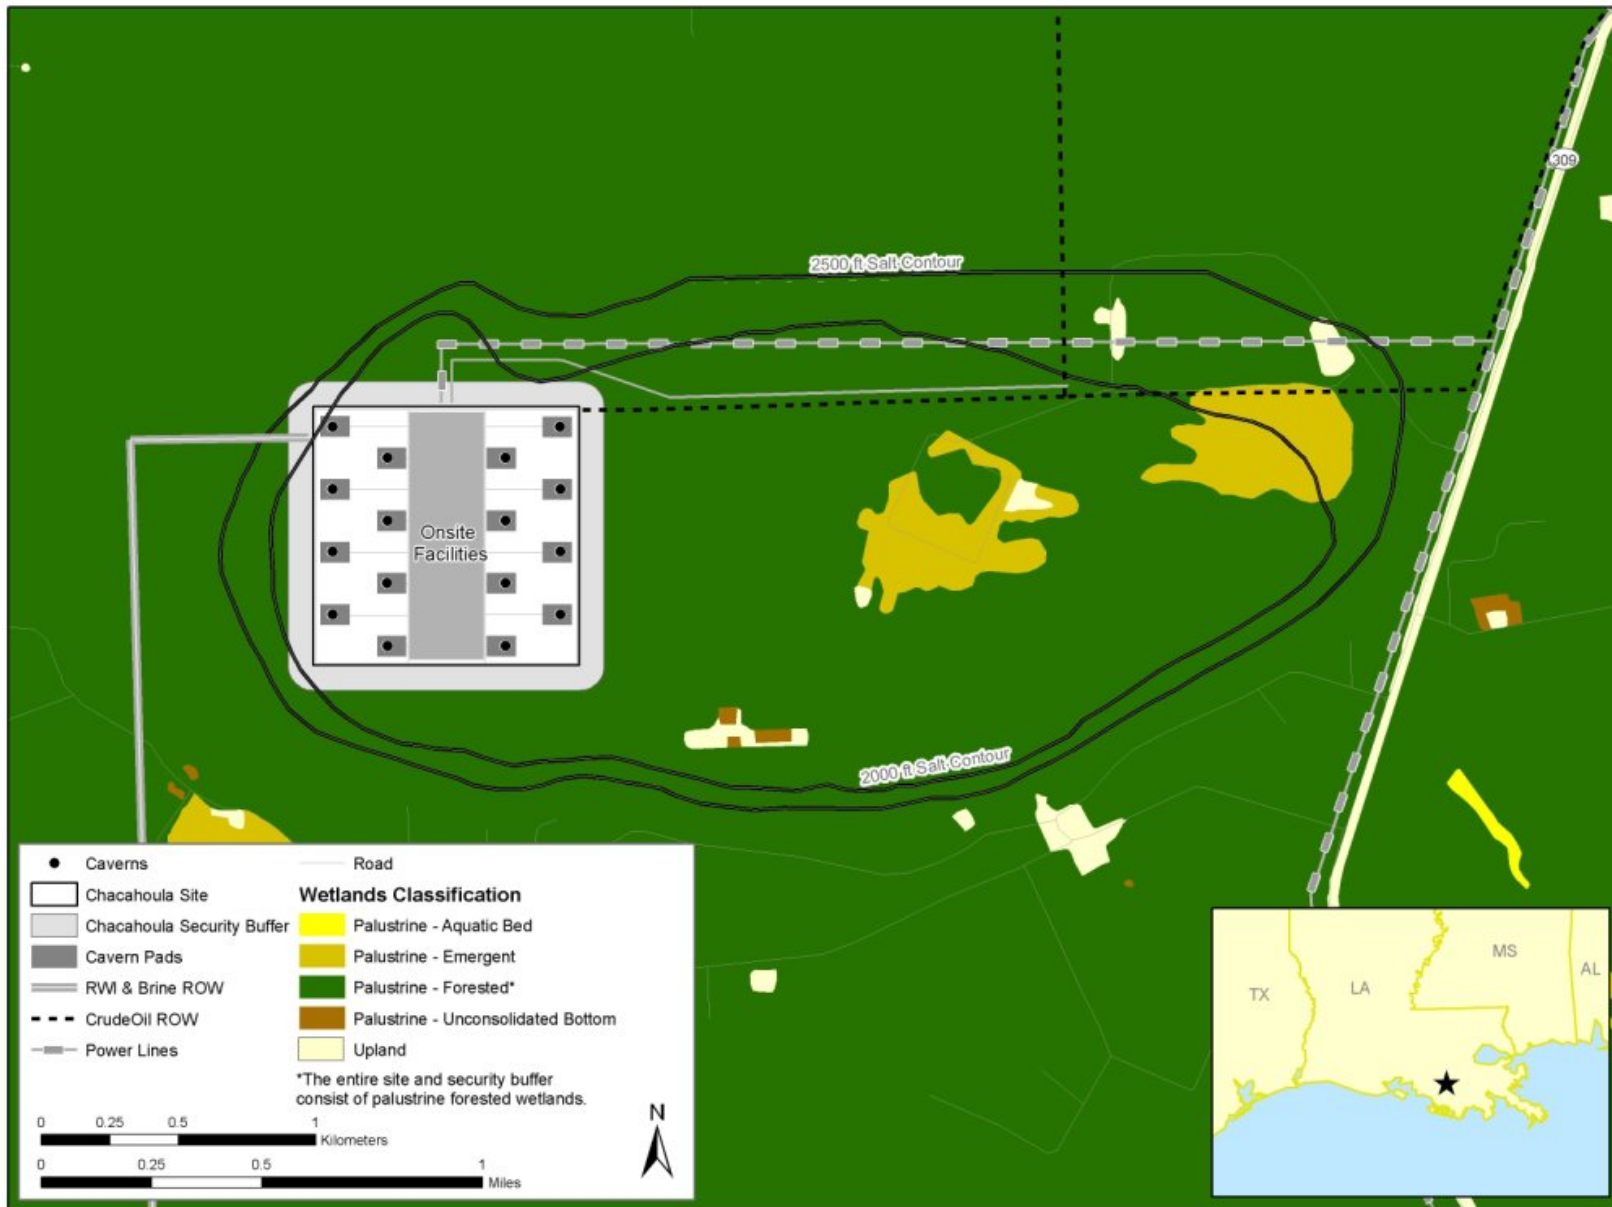 2500 ft Salt Contour
309
Onsite
Facilities
2000 ft Salt Contour
Caverns
Chacahoula Site
Chacahoula Security Buffer
Cavern Pads
RWI & Brine ROW
CrudeOil ROW
Power Lines
Road
Wetlands Classification
Palustrine - Aquatic Bed
Palustrine - Emergent
Palustrine - Forested*
Palustrine - Unconsolidated Bottom
Upland
*The entire site and security buffer
consist of palustrine forested wetlands.
0 0.25 0.5 1
Kilometers
0 0.25 0.5 1
Miles
N
TX
LA
MS
AL